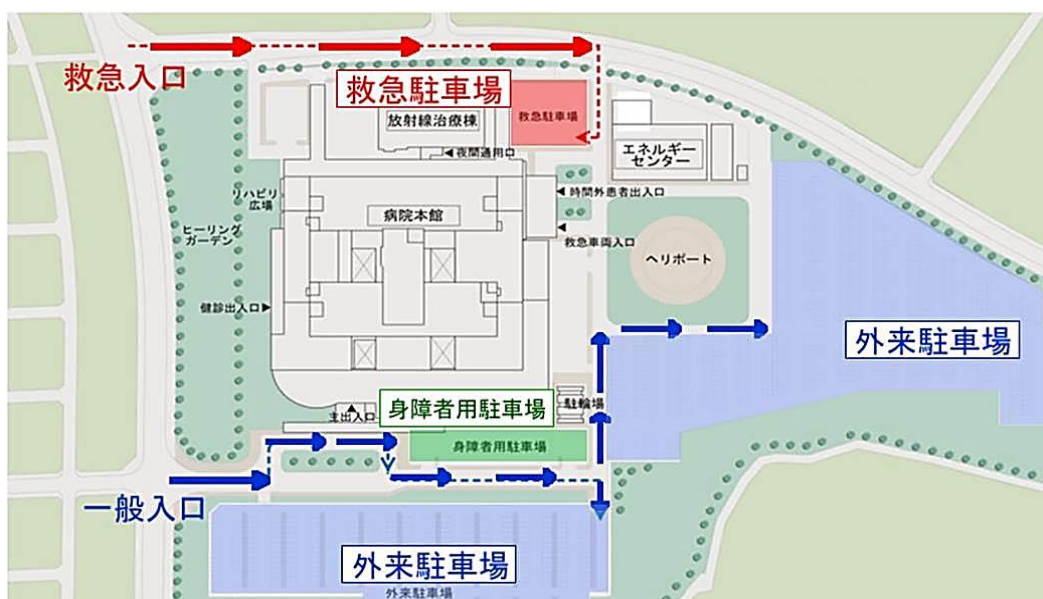 救急入口
救急駐車場
放射線治療棟
救急駐車場
夜間通用口
エネルギー
センター
リハビリ
広場
時間外患者出入口
病院本館
ヒーリング
ガーデン
救急車両入口
ヘリポート
健診出入口
外来駐車場
身障者用駐車場
駐輪場
主出入口
身障者用駐車場
一般入口
外来駐車場
外来駐車場